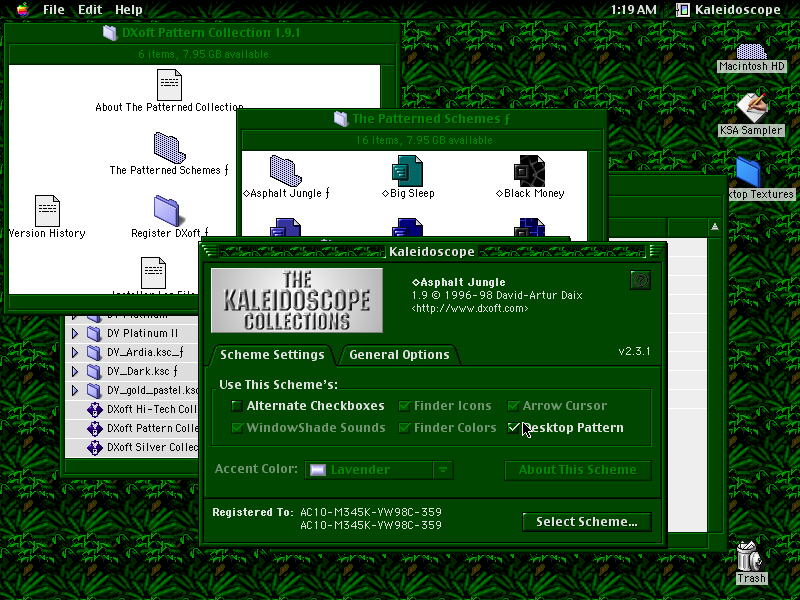 File Edit Help
1:19 AM
Kaleidoscope
DXoft Pattern Collection 1.9.1
6 items, 7.95 GB available
About The Patterned Collection
The Patterned Schemes ƒ
Version History
Register DXoft ƒ
Installer Log File
The Patterned Schemes ƒ
16 items, 7.95 GB available
◇Asphalt Jungle ƒ
◇Big Sleep
◇Black Money
Macintosh HD
KSA Sampler
ktop Textures
Trash
DV Platinum
DV Platinum II
DV_Ardia.ksc_ƒ
DV_Dark.ksc ƒ
DV_gold_pastel.ksc
DXoft Hi-Tech Coll
DXoft Pattern Colle
DXoft Silver Collec
Kaleidoscope
THE
KALEIDOSCOPE
COLLECTIONS
◇Asphalt Jungle
1.9 © 1996-98 David-Artur Daix
<http://www.dxoft.com>
v2.3.1
Scheme Settings
General Options
Use This Scheme's:
Alternate Checkboxes
Finder Icons
Arrow Cursor
WindowShade Sounds
Finder Colors
Desktop Pattern
Accent Color:
Lavender
About This Scheme
Registered To: AC10-M345K-YW98C-359
AC10-M345K-YW98C-359
Select Scheme...